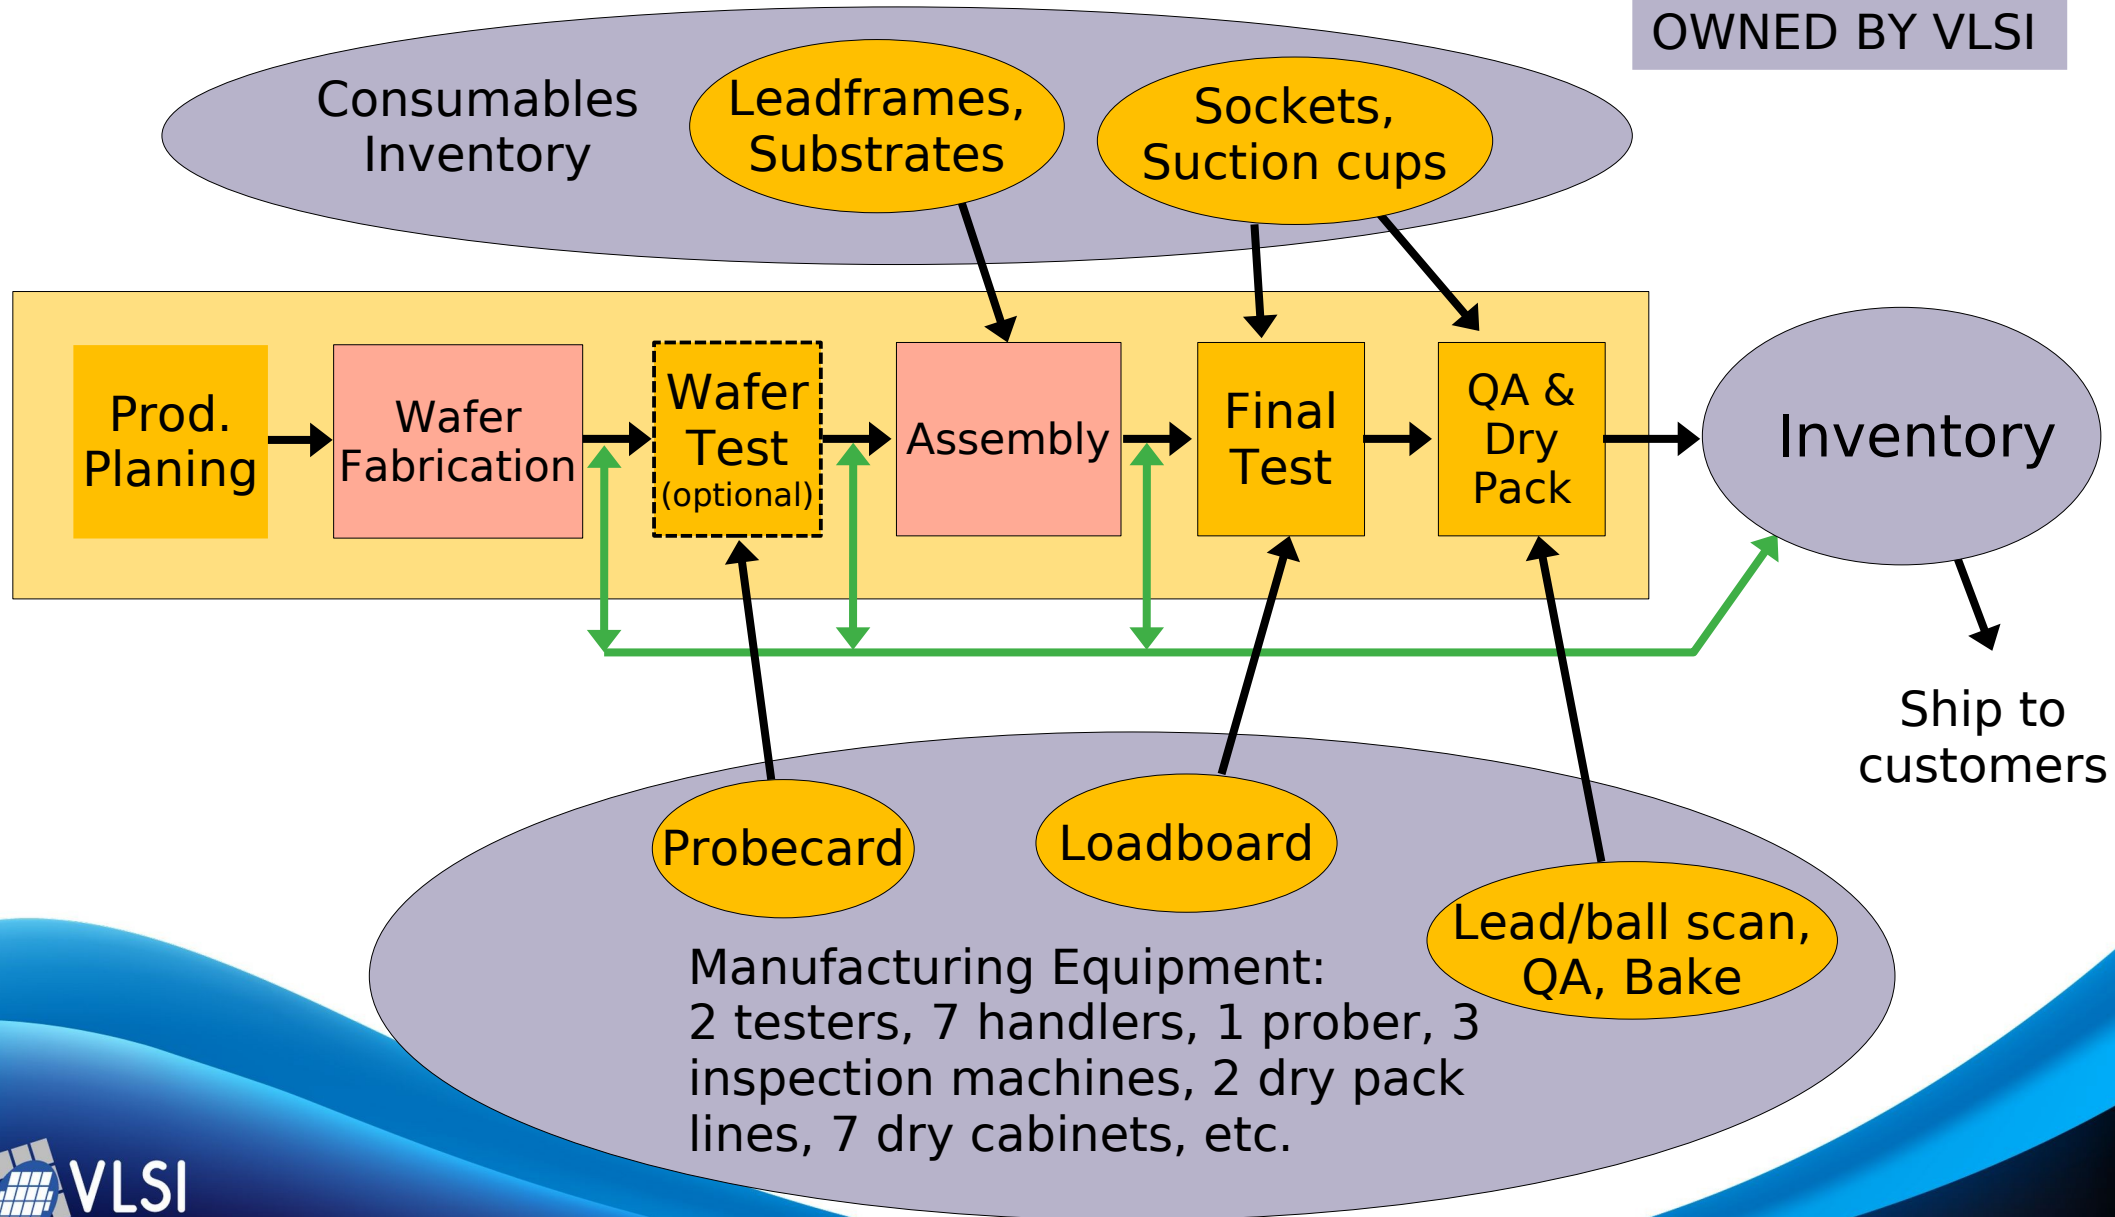 OWNED BY VLSI
Consumables
Inventory
Leadframes,
Substrates
Sockets,
Suction cups
Prod.
Planing
Wafer
Fabrication
Wafer
Test
(optional)
Assembly
Final
Test
QA &
Dry
Pack
Inventory
Ship to
customers
Probecard
Loadboard
Lead/ball scan,
QA, Bake
Manufacturing Equipment:
2 testers, 7 handlers, 1 prober, 3
inspection machines, 2 dry pack
lines, 7 dry cabinets, etc.
VLSI